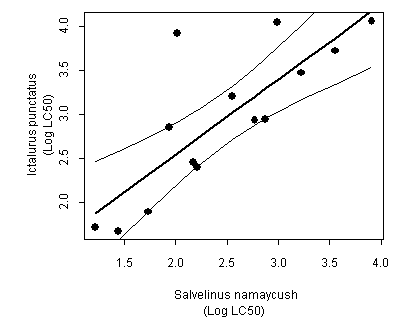 Ictalurus punctatus
(Log LC50)
4.0
3.5
3.0
2.5
2.0
1.5 2.0 2.5 3.0 3.5 4.0
Salvelinus namaycush
(Log LC50)